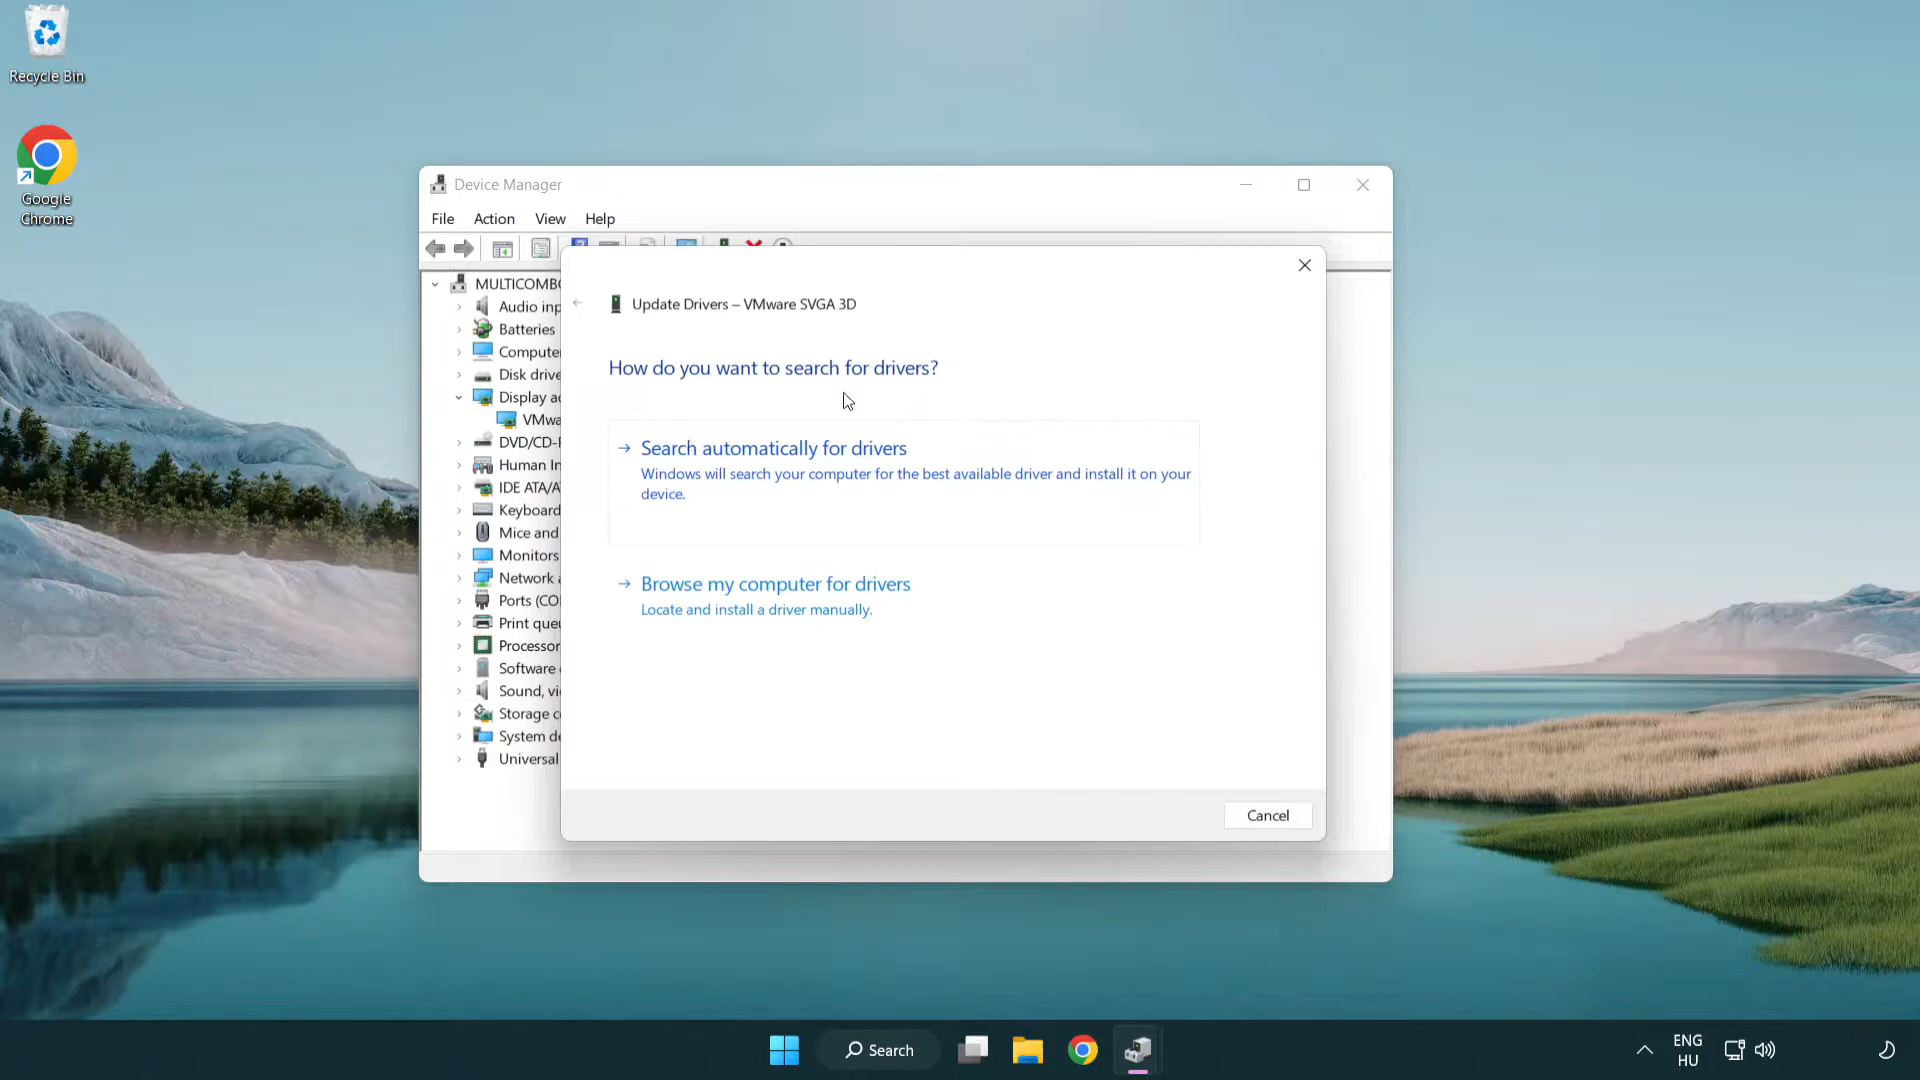 Recycle Bin
Google
Chrome
Device Manager
File Action View Help
MULTICOMBO
Audio inp
Batteries
Compute
Disk drive
Display a
VMwa
DVD/CD-R
Human In
IDE ATA/A
Keyboard
Mice and
Monitors
Network a
Ports (CO
Print que
Processor
Software
Sound, vi
Storage c
System de
Universal
Update Drivers – VMware SVGA 3D
How do you want to search for drivers?
Search automatically for drivers
Windows will search your computer for the best available driver and install it on your
device.
Browse my computer for drivers
Locate and install a driver manually.
Cancel
Search
ENG
HU